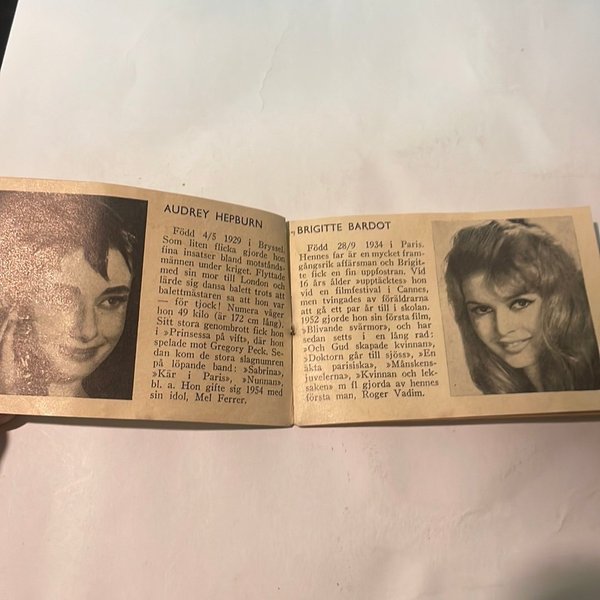 AUDREY HEPBURN
Född 4/5 1929 i Bryssel.
Som liten flicka gjorde hon
fina insatser bland motstånds-
männen under kriget. Flyttade
med sin mor till London och
lärde sig dansa balett trots att
balettmästaren sa att hon var
— för tjock! Numera väger
hon 49 kilo (är 172 cm lång).
Sitt stora genombrott fick hon
i »Prinsessa på vift», där hon
spelade mot Gregory Peck. Se-
dan kom de stora slagnumren
på löpande band: »Sabrina»,
»Kär i Paris», »Nunnan»,
bl. a. Hon gifte sig 1954 med
sin idol, Mel Ferrer.
BRIGITTE BARDOT
Född 28/9 1934 i Paris.
Hennes far är en mycket fram-
gångsrik affärsman och Brigit-
te fick en fin uppfostran. Vid
16 års ålder »upptäcktes» hon
vid en filmfestival i Cannes,
men tvingades av föräldrarna
att gå ett par år till i skolan.
1952 gjorde hon sin första film,
»Blivande svärmor», och har
sedan setts i en lång rad:
»Och Gud skapade kvinnan»,
»Doktorn går till sjöss», »En
äkta parisiska», »Månskens-
juvelerna», »Kvinnan och lek-
saken» m fl gjorda av hennes
första man, Roger Vadim.